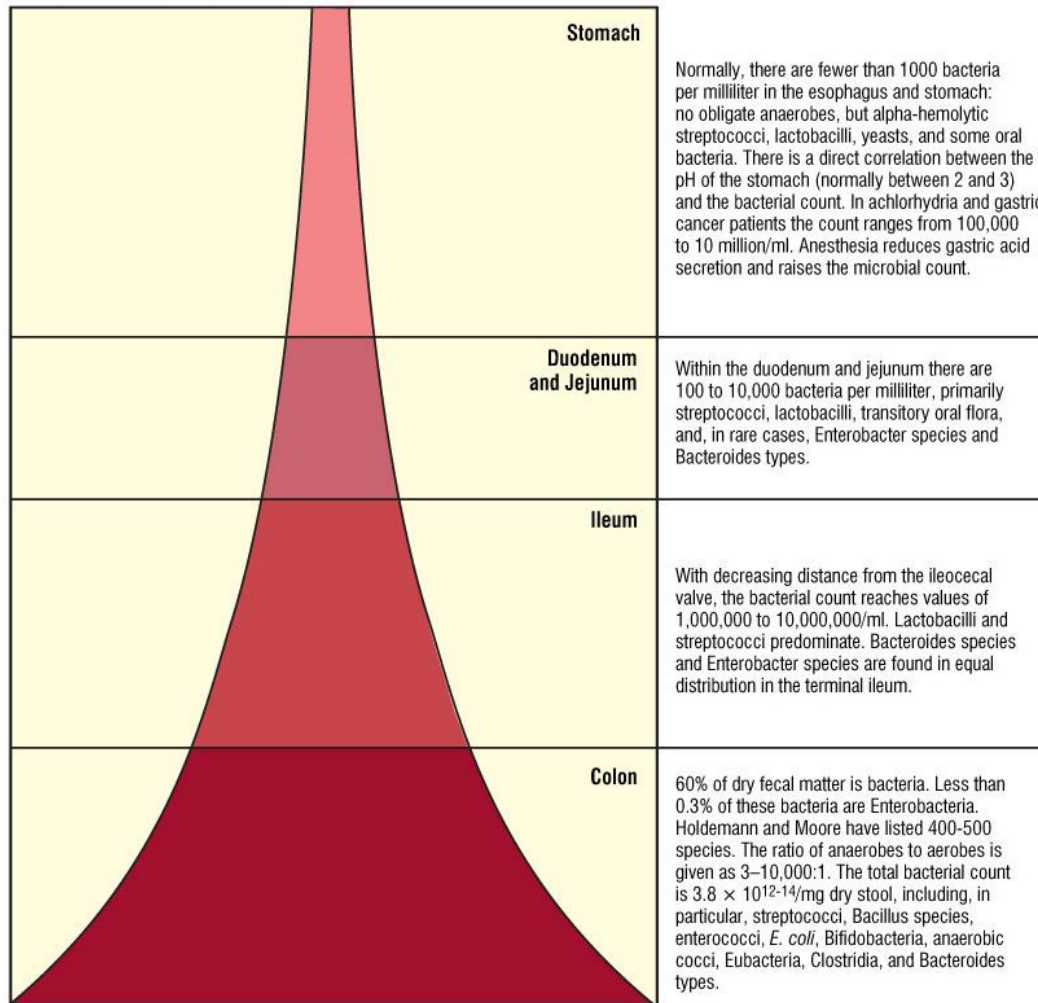 Stomach
Normally, there are fewer than 1000 bacteria
per milliliter in the esophagus and stomach:
no obligate anaerobes, but alpha-hemolytic
streptococci, lactobacilli, yeasts, and some oral
bacteria. There is a direct correlation between the
pH of the stomach (normally between 2 and 3)
and the bacterial count. In achlorhydria and gastric
cancer patients the count ranges from 100,000
to 10 million/ml. Anesthesia reduces gastric acid
secretion and raises the microbial count.
Duodenum
and Jejunum
Within the duodenum and jejunum there are
100 to 10,000 bacteria per milliliter, primarily
streptococci, lactobacilli, transitory oral flora,
and, in rare cases, Enterobacter species and
Bacteroides types.
Ileum
With decreasing distance from the ileocecal
valve, the bacterial count reaches values of
1,000,000 to 10,000,000/ml. Lactobacilli and
streptococci predominate. Bacteroides species
and Enterobacter species are found in equal
distribution in the terminal ileum.
Colon
60% of dry fecal matter is bacteria. Less than
0.3% of these bacteria are Enterobacteria.
Holdemann and Moore have listed 400-500
species. The ratio of anaerobes to aerobes is
given as 3–10,000:1. The total bacterial count
is 3.8 × 10¹²⁻¹⁴/mg dry stool, including, in
particular, streptococci, Bacillus species,
enterococci, E. coli, Bifidobacteria, anaerobic
cocci, Eubacteria, Clostridia, and Bacteroides
types.